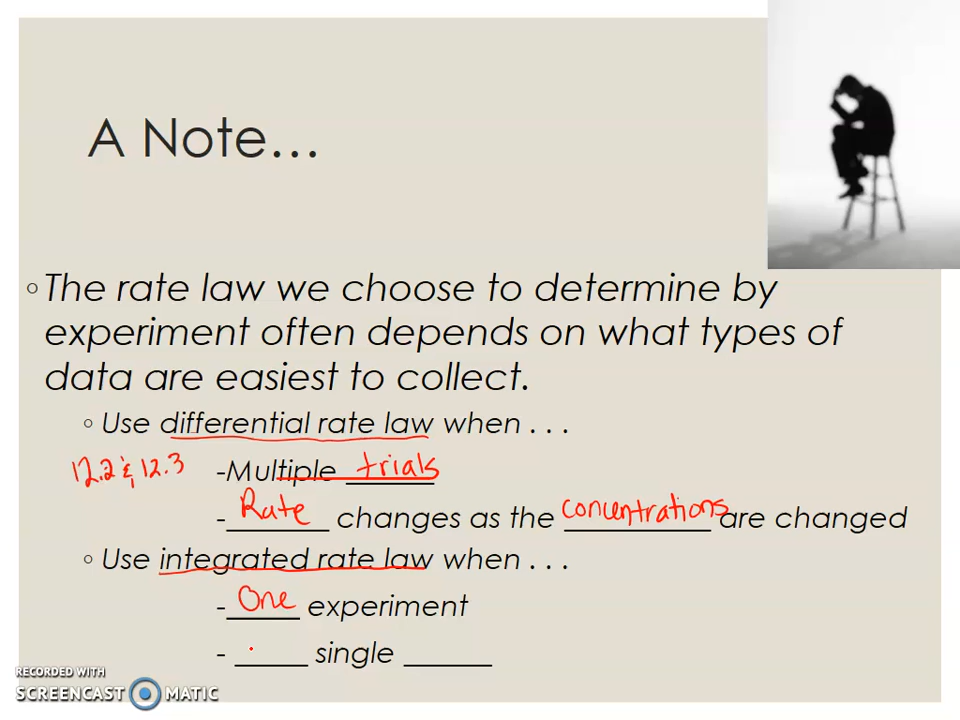 A Note...
◦ The rate law we choose to determine by
experiment often depends on what types of
data are easiest to collect.
◦ Use differential rate law when . . .
12.2 & 12.3 -Multiple trials
-Rate changes as the concentrations are changed
◦ Use integrated rate law when . . .
-One experiment
- _____ single ______
RECORDED WITH
SCREENCAST MATIC